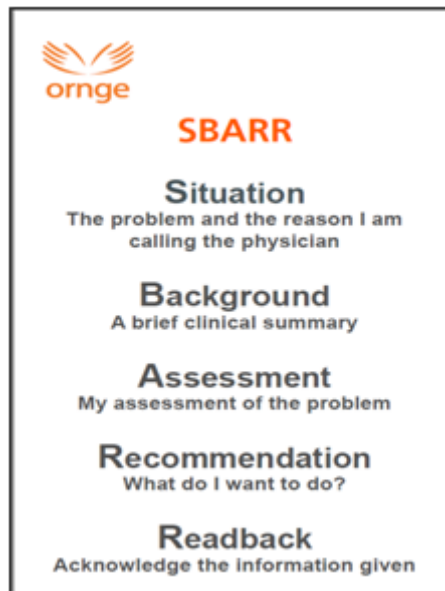 ornge
SBARR
Situation
The problem and the reason I am
calling the physician
Background
A brief clinical summary
Assessment
My assessment of the problem
Recommendation
What do I want to do?
Readback
Acknowledge the information given